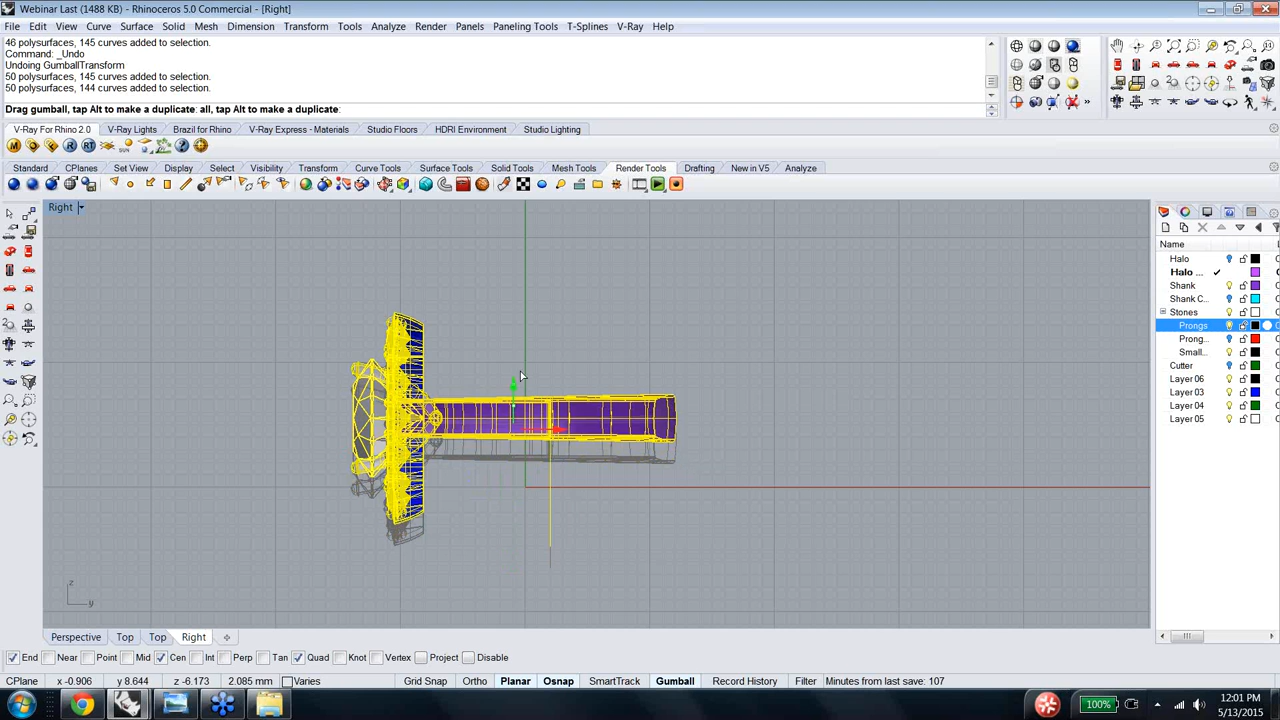 Webinar Last (1488 KB) - Rhinoceros 5.0 Commercial - [Right]
File Edit View Curve Surface Solid Mesh Dimension Transform Tools Analyze Render Panels Paneling Tools T-Splines V-Ray Help
46 polysurfaces, 145 curves added to selection.
Command: _Undo
Undoing GumballTransform
50 polysurfaces, 145 curves added to selection.
50 polysurfaces, 144 curves added to selection.
Drag gumball, tap Alt to make a duplicate: all, tap Alt to make a duplicate:
V-Ray For Rhino 2.0 V-Ray Lights Brazil for Rhino V-Ray Express - Materials Studio Floors HDRI Environment Studio Lighting
Standard CPlanes Set View Display Select Visibility Transform Curve Tools Surface Tools Solid Tools Mesh Tools Render Tools Drafting New in V5 Analyze
Right
Name
Halo
Halo ...
Shank
Shank C...
Stones
Prongs
Prong...
Small...
Cutter
Layer 06
Layer 03
Layer 04
Layer 05
z
y
Perspective Top Top Right
End Near Point Mid Cen Int Perp Tan Quad Knot Vertex Project Disable
CPlane x -0.906 y 8.644 z -6.173 2.085 mm Varies Grid Snap Ortho Planar Osnap SmartTrack Gumball Record History Filter Minutes from last save: 107
100% 12:01 PM
5/13/2015